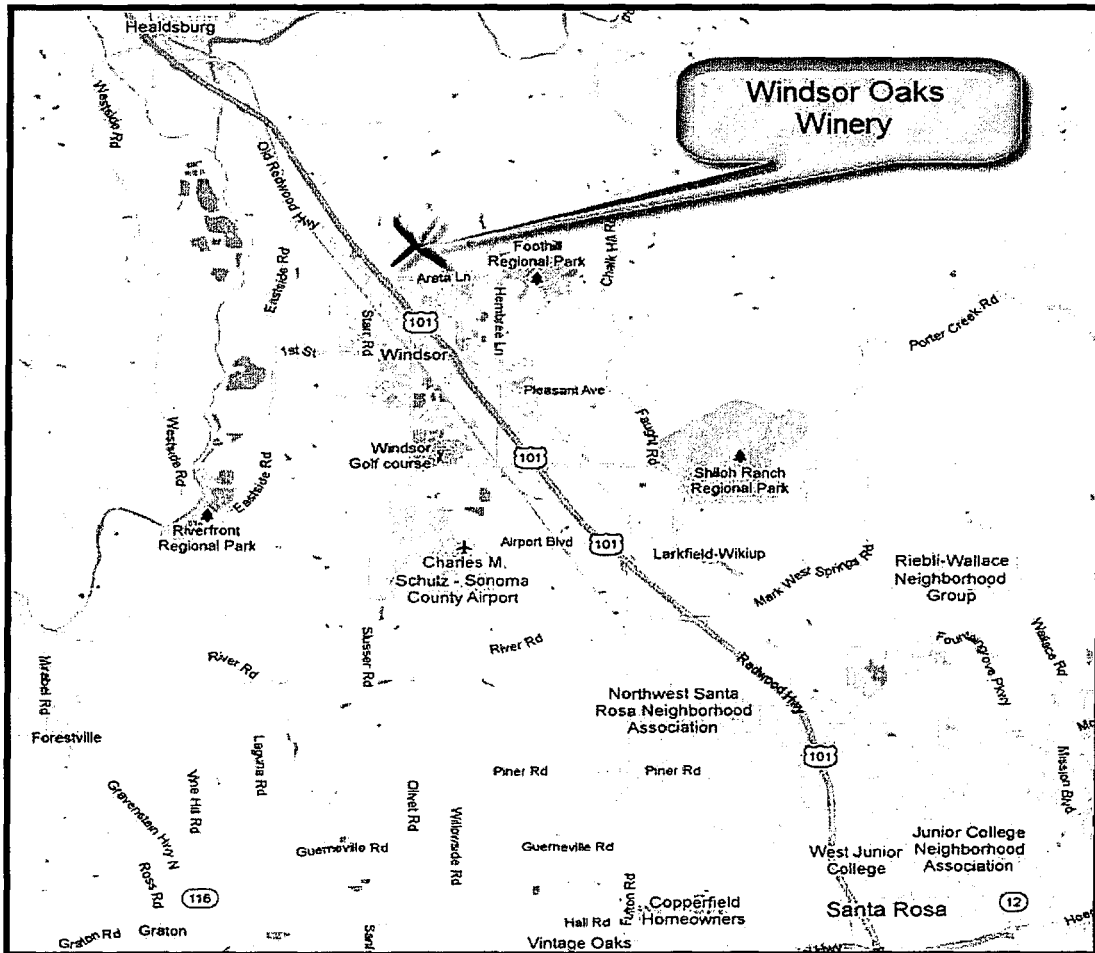 Healdsburg
Westside Rd
Windsor Oaks
Winery
Old Redwood Hwy
Eastside Rd
Foothill
Regional Park
Chalk Hill Rd
Arata Ln
Hembree Ln
Start Rd
101
Windsor
1st St
Porter Creek Rd
Pleasant Ave
Faught Rd
Westside Rd
Eastside Rd
Windsor
Golf course
101
Shiloh Ranch
Regional Park
Riverfront
Regional Park
Airport Blvd
101
Larkfield-Wikiup
Charles M.
Schulz - Sonoma
County Airport
Mark West Springs Rd
Riebli-Wallace
Neighborhood
Group
Mirabel Rd
River Rd
Slusser Rd
River Rd
Redwood Hwy
Fountaingrove Pkwy
Wallace Rd
Northwest Santa
Rosa Neighborhood
Association
Forestville
Laguna Rd
101
Mission Blvd
Gravenstein Hwy N
Vine Hill Rd
Olivet Rd
Piner Rd
Piner Rd
Willowside Rd
Guerneville Rd
Guerneville Rd
West Junior
College
Junior College
Neighborhood
Association
Ross Rd
116
Fulton Rd
Copperfield
Homeowners
Santa Rosa
12
Graton Rd
Graton
Hall Rd
Vintage Oaks
Hwy